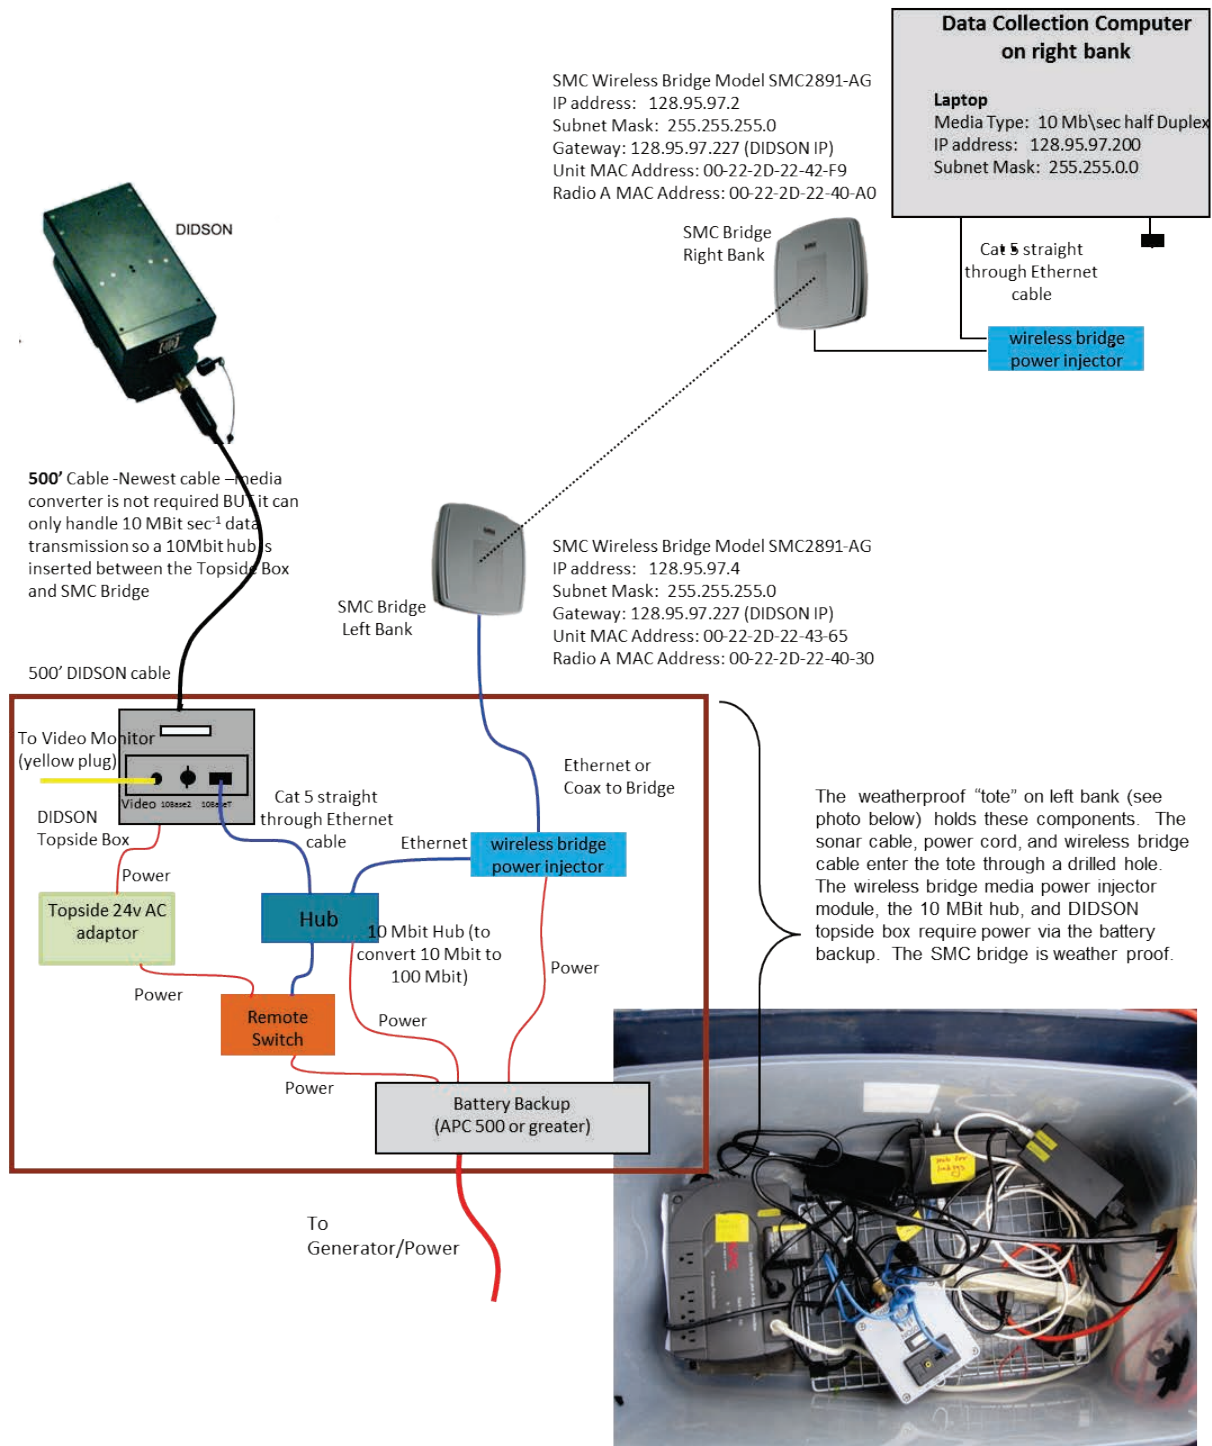 Data Collection Computer
on right bank
Laptop
Media Type: 10 Mb\sec half Duplex
IP address: 128.95.97.200
Subnet Mask: 255.255.0.0
SMC Wireless Bridge Model SMC2891-AG
IP address: 128.95.97.2
Subnet Mask: 255.255.255.0
Gateway: 128.95.97.227 (DIDSON IP)
Unit MAC Address: 00-22-2D-22-42-F9
Radio A MAC Address: 00-22-2D-22-40-A0
DIDSON
SMC Bridge
Right Bank
Cat 5 straight
through Ethernet
cable
wireless bridge
power injector
500' Cable -Newest cable –media
converter is not required BUT it can
only handle 10 MBit sec-1 data
transmission so a 10Mbit hub is
inserted between the Topside Box
and SMC Bridge
SMC Bridge
Left Bank
SMC Wireless Bridge Model SMC2891-AG
IP address: 128.95.97.4
Subnet Mask: 255.255.255.0
Gateway: 128.95.97.227 (DIDSON IP)
Unit MAC Address: 00-22-2D-22-43-65
Radio A MAC Address: 00-22-2D-22-40-30
500' DIDSON cable
To Video Monitor
(yellow plug)
Video 10Base2 10BaseT
DIDSON
Topside Box
Cat 5 straight
through Ethernet
cable
Ethernet or
Coax to Bridge
Ethernet
wireless bridge
power injector
Power
Topside 24v AC
adaptor
Hub
10 Mbit Hub (to
convert 10 Mbit to
100 Mbit)
Power
Power
Remote
Switch
Power
Power
Battery Backup
(APC 500 or greater)
To
Generator/Power
The weatherproof “tote” on left bank (see
photo below) holds these components. The
sonar cable, power cord, and wireless bridge
cable enter the tote through a drilled hole.
The wireless bridge media power injector
module, the 10 MBit hub, and DIDSON
topside box require power via the battery
backup. The SMC bridge is weather proof.
APC